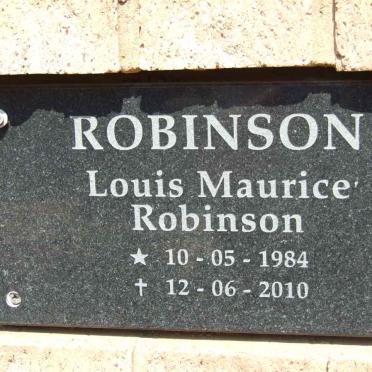 ROBINSON
Louis Maurice
Robinson
★ 10 - 05 - 1984
✝ 12 - 06 - 2010